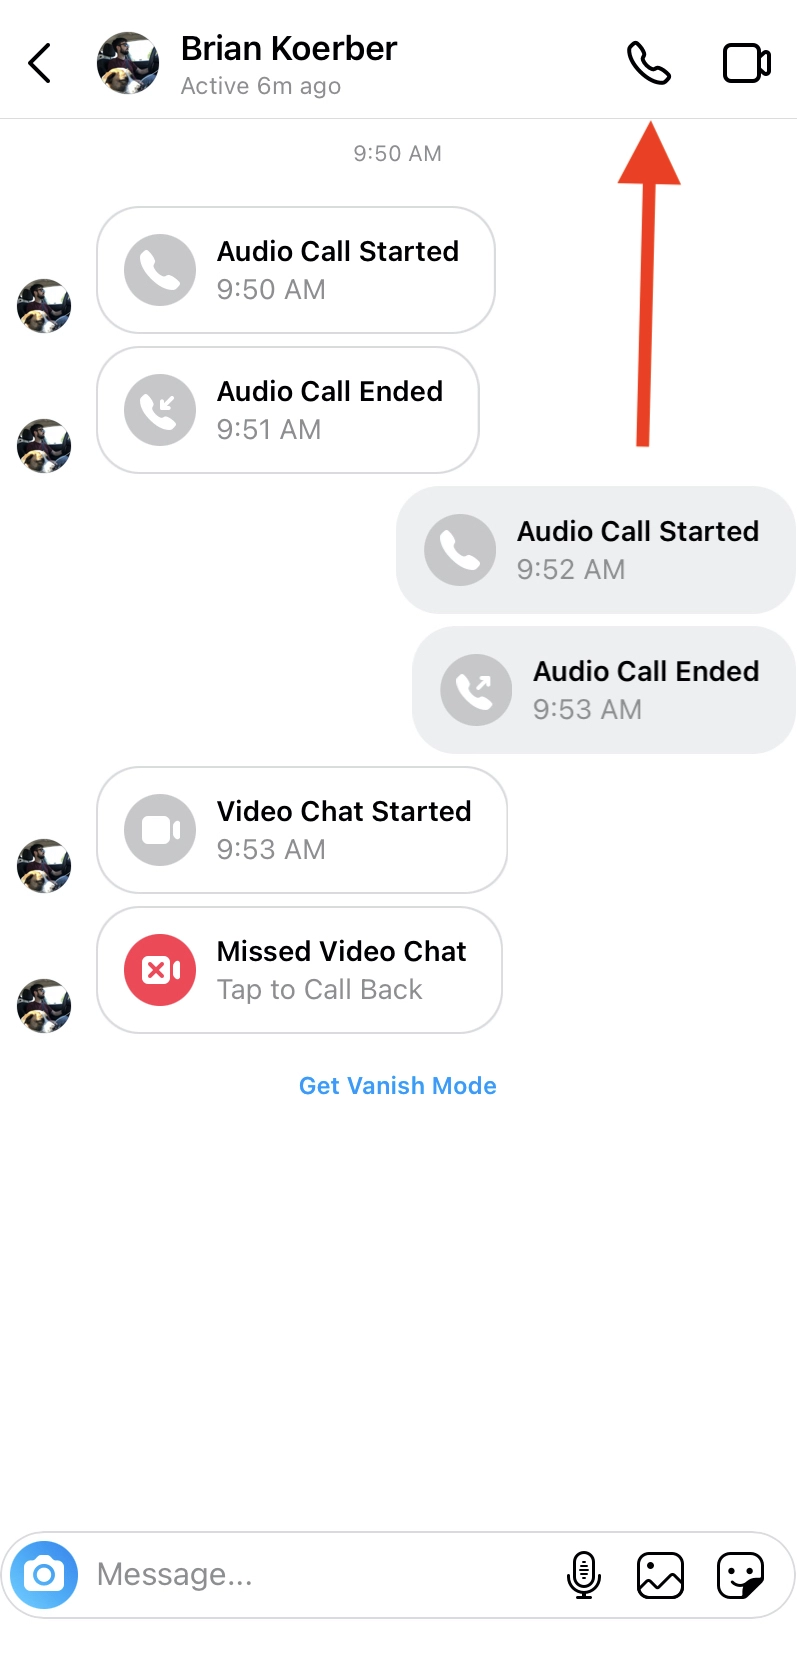 Brian Koerber
Active 6m ago
9:50 AM
Audio Call Started
9:50 AM
Audio Call Ended
9:51 AM
Audio Call Started
9:52 AM
Audio Call Ended
9:53 AM
Video Chat Started
9:53 AM
Missed Video Chat
Tap to Call Back
Get Vanish Mode
Message...